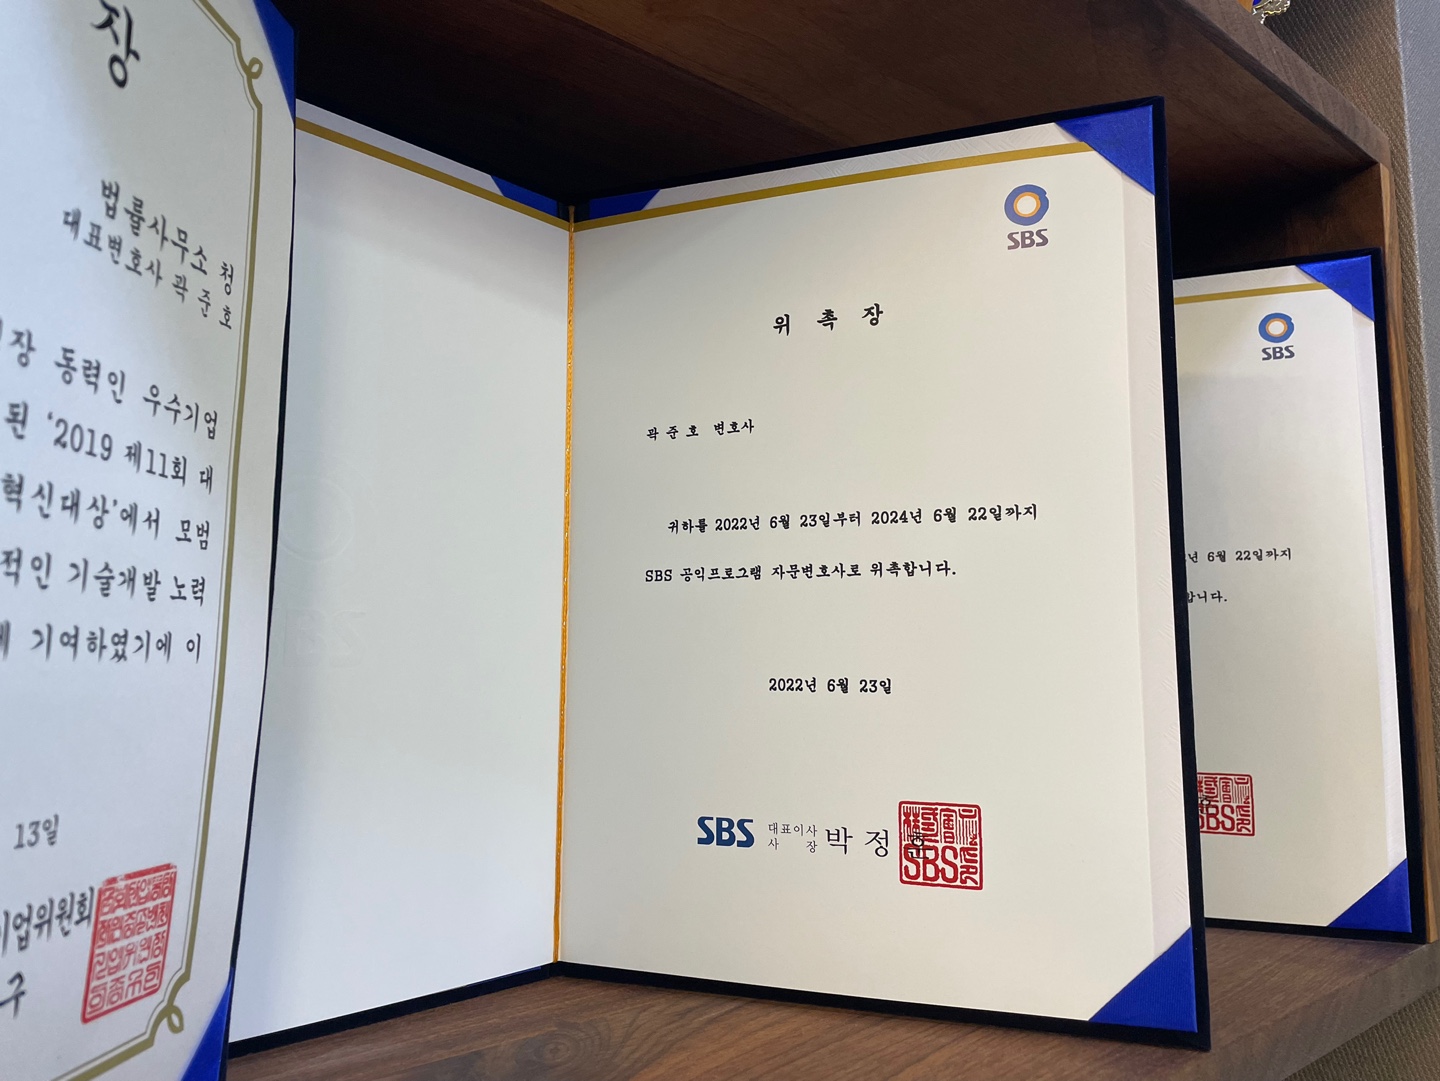 장
법률사무소 청
대표변호사 곽 준 호
장 동력인 우수기업
된 '2019 제11회 대
혁신대상'에서 모범
적인 기술개발 노력
기여하였기에 이
13일
기업위원회
구
SBS
위 촉 장
곽 준 호 변호사
귀하를 2022년 6월 23일부터 2024년 6월 22일까지
SBS 공익프로그램 자문변호사로 위촉합니다.
2022년 6월 23일
SBS 대표이사 사 장 박 정 훈
SBS
SBS
년 6월 22일까지
합니다.
SBS